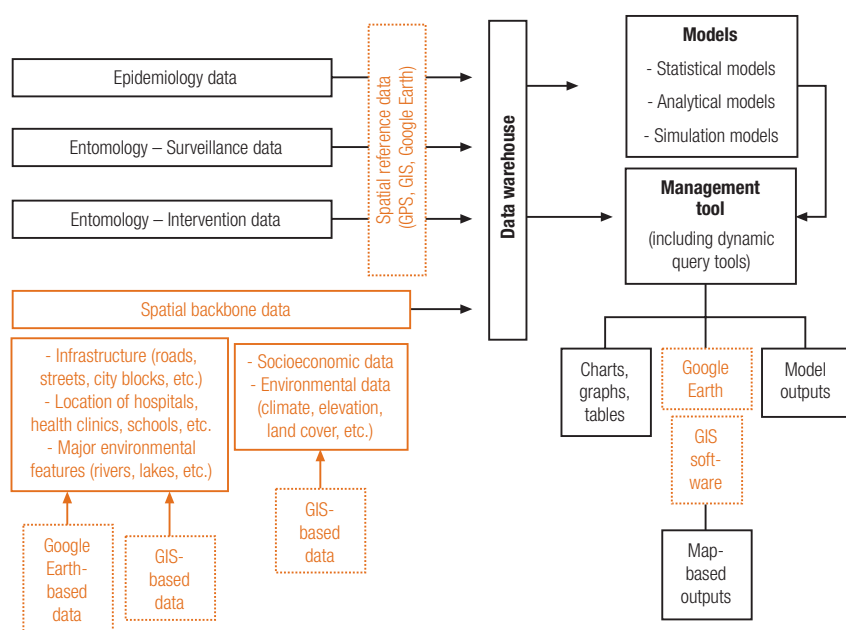 Epidemiology data
Entomology – Surveillance data
Entomology – Intervention data
Spatial reference data
(GPS, GIS, Google Earth)
Spatial backbone data
- Infrastructure (roads,
streets, city blocks, etc.)
- Location of hospitals,
health clinics, schools, etc.
- Major environmental
features (rivers, lakes, etc.)
- Socioeconomic data
- Environmental data
(climate, elevation,
land cover, etc.)
Google
Earth-
based
data
GIS-
based
data
GIS-
based
data
Data warehouse
Models
- Statistical models
- Analytical models
- Simulation models
Management
tool
(including dynamic
query tools)
Charts,
graphs,
tables
Google
Earth
Model
outputs
GIS
soft-
ware
Map-
based
outputs